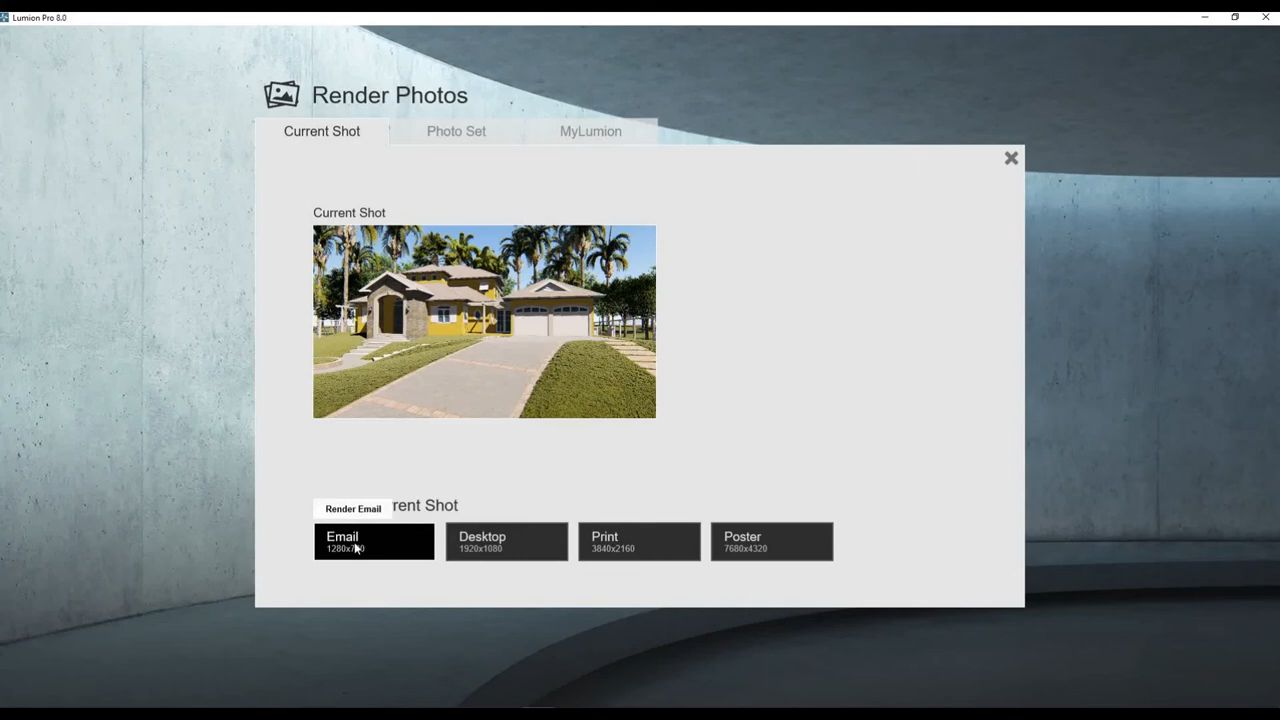 Lumion Pro 8.0
Render Photos
Current Shot
Photo Set
MyLumion
Current Shot
Render Email
rent Shot
Email
Desktop
Print
Poster
1920x1080
3840x2160
7680x4320